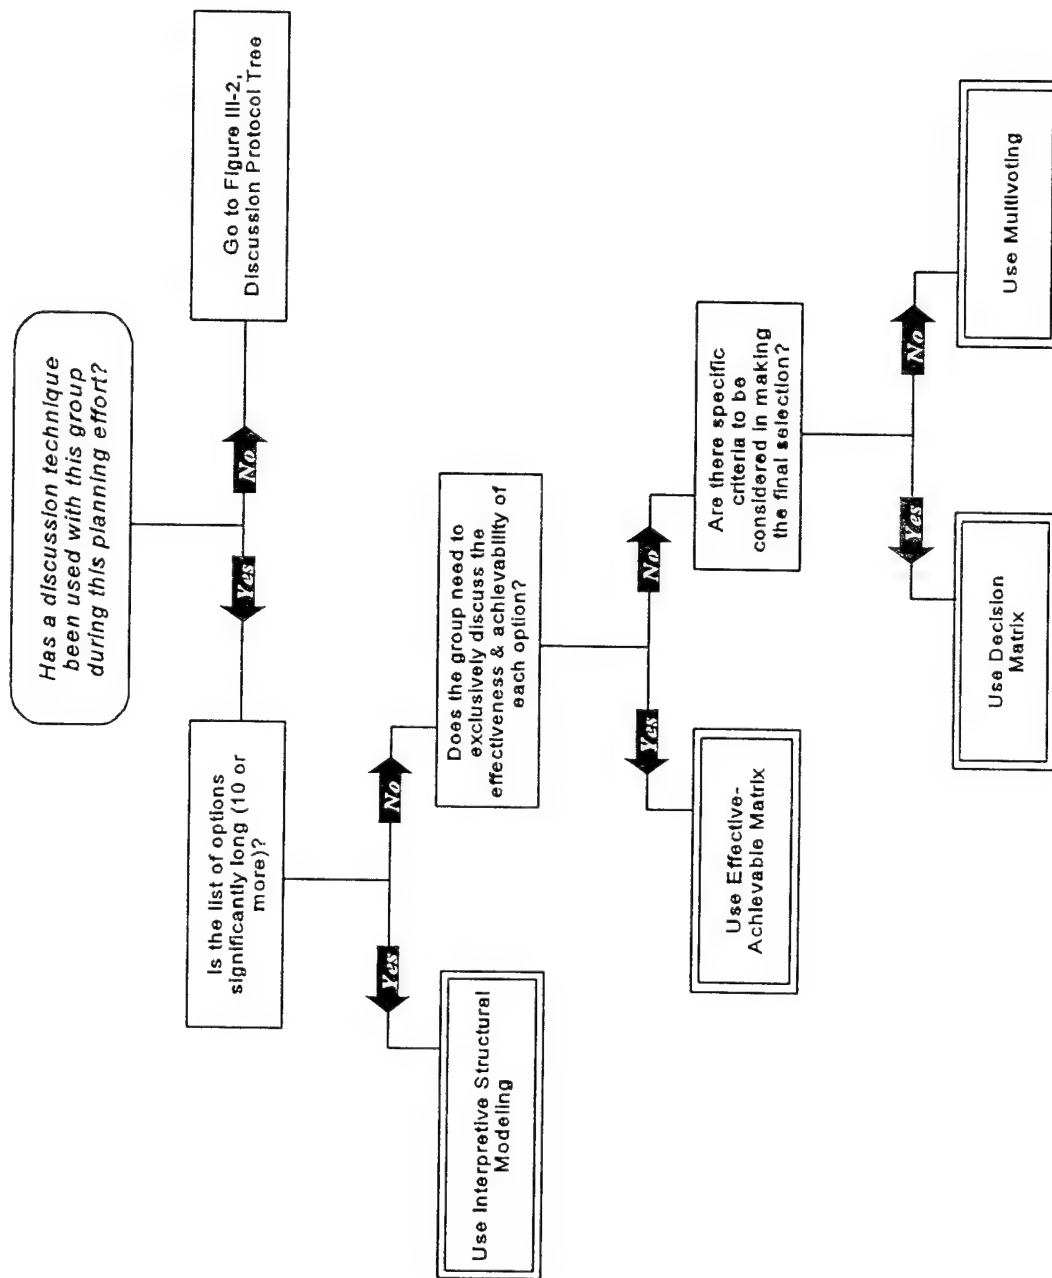 Has a discussion technique
been used with this group
during this planning effort?
Yes
No
Go to Figure III-2,
Discussion Protocol Tree
Is the list of options
significantly long (10 or
more)?
Yes
No
Use Interpretive Structural
Modeling
Does the group need to
exclusively discuss the
effectiveness & achievability of
each option?
Yes
No
Use Effective-
Achievable Matrix
Are there specific
criteria to be
considered in making
the final selection?
Yes
No
Use Decision
Matrix
Use Multivoting